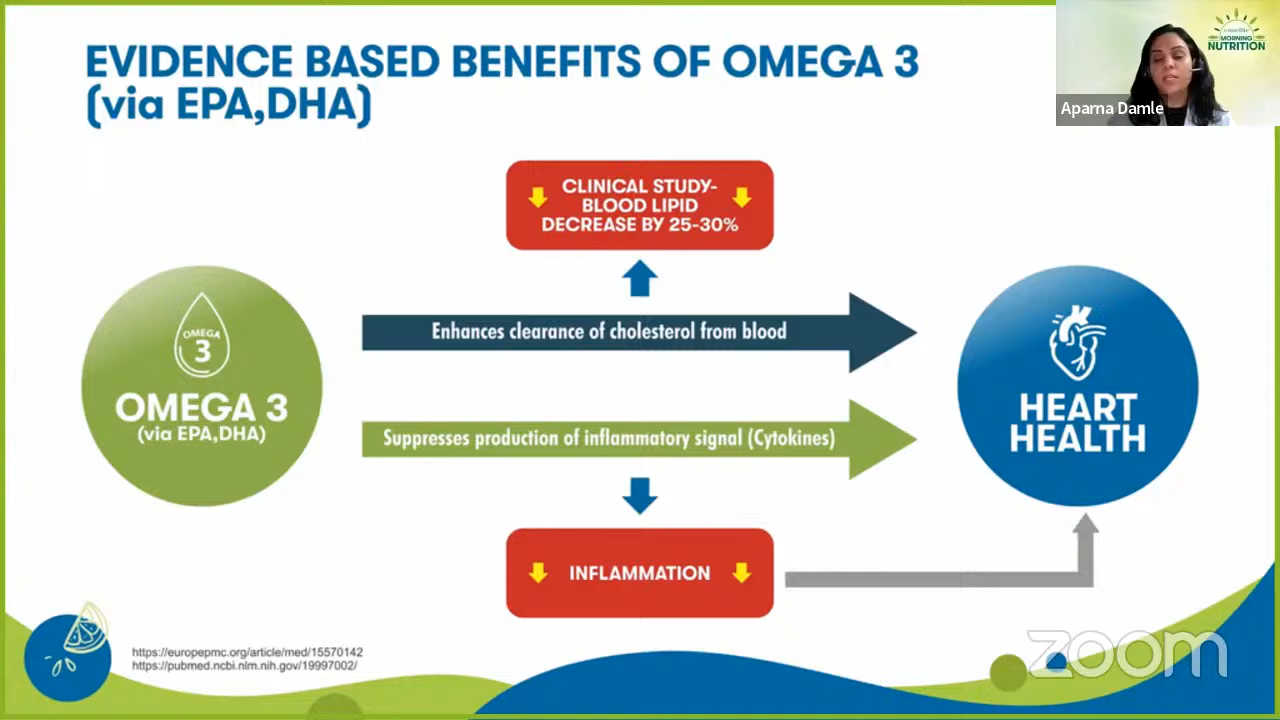 EVIDENCE BASED BENEFITS OF OMEGA 3
(via EPA,DHA)
MORNING
NUTRITION
Aparna Damle
CLINICAL STUDY-
BLOOD LIPID
DECREASE BY 25-30%
OMEGA
3
OMEGA 3
(via EPA,DHA)
Enhances clearance of cholesterol from blood
Suppresses production of inflammatory signal (Cytokines)
HEART
HEALTH
INFLAMMATION
https://europepmc.org/article/med/15570142
https://pubmed.ncbi.nlm.nih.gov/19997002/
zoom